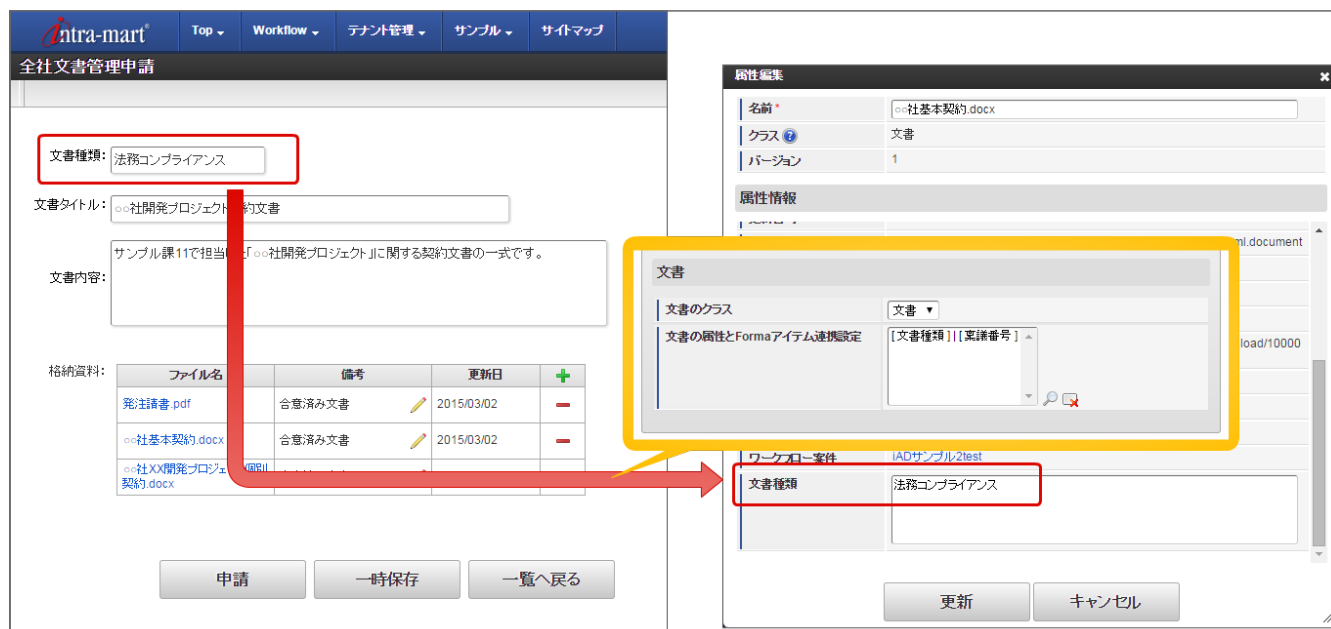 intra-mart®
Top
Workflow
テナント管理
サンプル
サイトマップ
全社文書管理申請
文書種類:
法務コンプライアンス
文書タイトル:
○○社開発プロジェクト
約文書
文書内容:
サンプル課11で担当
「○○社開発プロジェクト」に関する契約文書の一式です。
格納資料:
ファイル名
備考
更新日
発注請書.pdf
合意済み文書
2015/03/02
○○社基本契約.docx
合意済み文書
2015/03/02
○○社XX開発プロジェ
個別
契約.docx
申請
一時保存
一覧へ戻る
属性編集
名前*
○○社基本契約.docx
クラス
文書
バージョン
1
属性情報
ml.document
文書
文書のクラス
文書
文書の属性とFormaアイテム連携設定
[文書種類]|[稟議番号]
load/10000
ワークフロー案件
iADサンプル2test
文書種類
法務コンプライアンス
更新
キャンセル